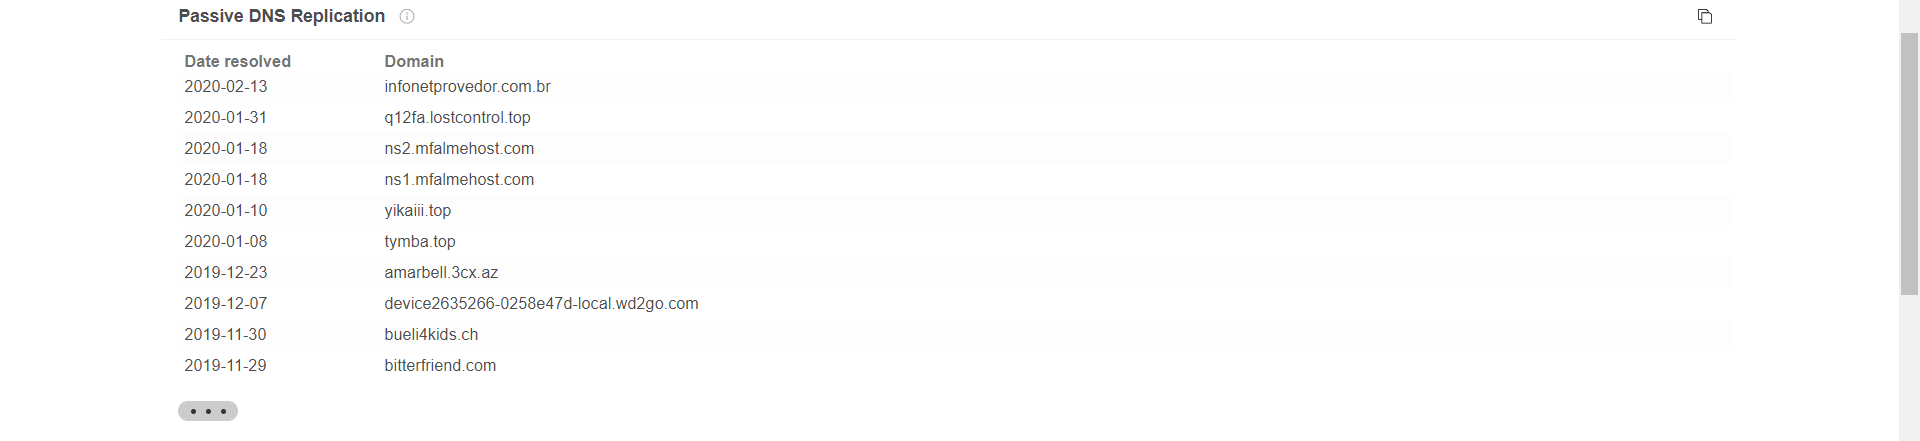 Passive DNS Replication
Date resolved Domain
2020-02-13 infonetprovedor.com.br
2020-01-31 q12fa.lostcontrol.top
2020-01-18 ns2.mfalmehost.com
2020-01-18 ns1.mfalmehost.com
2020-01-10 yikaiii.top
2020-01-08 tymba.top
2019-12-23 amarbell.3cx.az
2019-12-07 device2635266-0258e47d-local.wd2go.com
2019-11-30 bueli4kids.ch
2019-11-29 bitterfriend.com